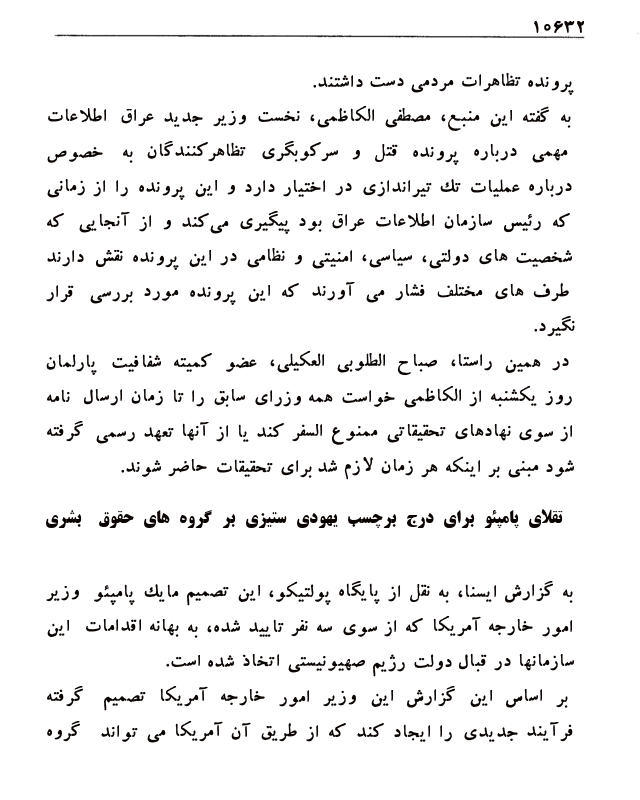 ۱۰۶۳۲
پرونده تظاهرات مردمی دست داشتند.
به گفته این منبع، مصطفی الکاظمی، نخست وزیر جدید عراق اطلاعات
مهمی درباره پرونده قتل و سرکوبگری تظاهرکنندگان به خصوص
درباره عملیات تك تیراندازی در اختیار دارد و این پرونده را از زمانی
که رئیس سازمان اطلاعات عراق بود پیگیری می‌کند و از آنجایی که
شخصیت های دولتی، سیاسی، امنیتی و نظامی در این پرونده نقش دارند
طرف های مختلف فشار می آورند که این پرونده مورد بررسی قرار
نگیرد.
در همین راستا، صباح الطلوبی العکیلی، عضو کمیته شفافیت پارلمان
روز یکشنبه از الکاظمی خواست همه وزرای سابق را تا زمان ارسال نامه
از سوی نهادهای تحقیقاتی ممنوع السفر کند یا از آنها تعهد رسمی گرفته
شود مبنی بر اینکه هر زمان لازم شد برای تحقیقات حاضر شوند.
تقلای پامپئو برای درج برچسب یهودی ستیزی بر گروه های حقوق بشری
به گزارش ایسنا، به نقل از پایگاه پولتیکو، این تصمیم مایك پامپئو وزیر
امور خارجه آمریکا که از سوی سه نفر تایید شده، به بهانه اقدامات این
سازمانها در قبال دولت رژیم صهیونیستی اتخاذ شده است.
بر اساس این گزارش این وزیر امور خارجه آمریکا تصمیم گرفته
فرآیند جدیدی را ایجاد کند که از طریق آن آمریکا می تواند گروه